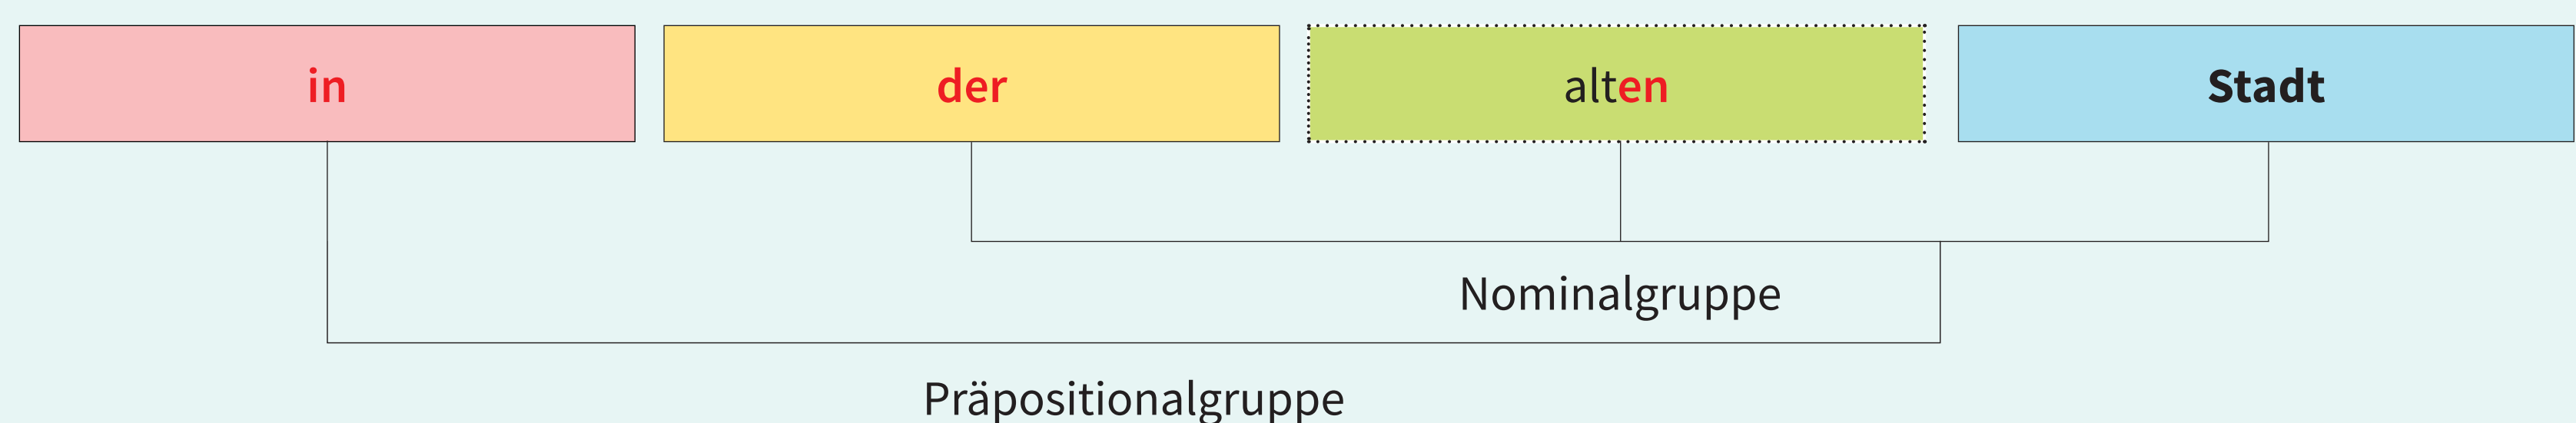 in der alten Stadt
Nominalgruppe
Präpositionalgruppe